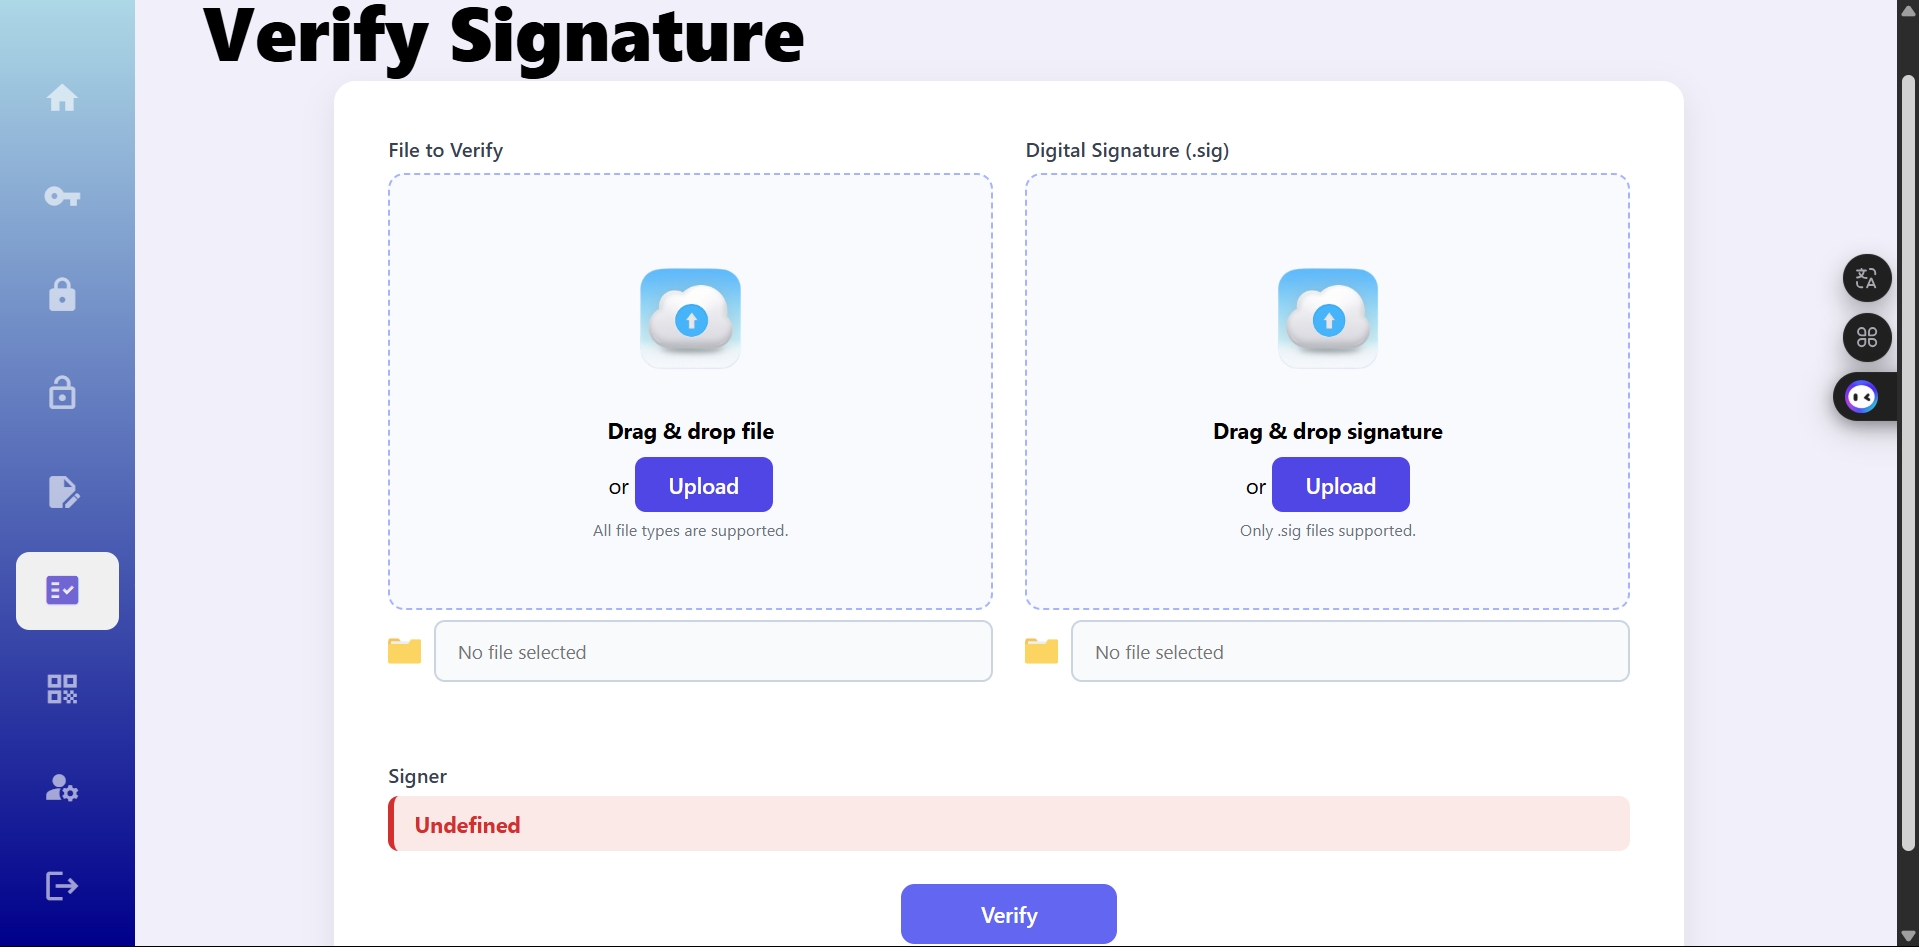 Verify Signature
File to Verify
Drag & drop file
or Upload
All file types are supported.
No file selected
Digital Signature (.sig)
Drag & drop signature
or Upload
Only .sig files supported.
No file selected
Signer
Undefined
Verify